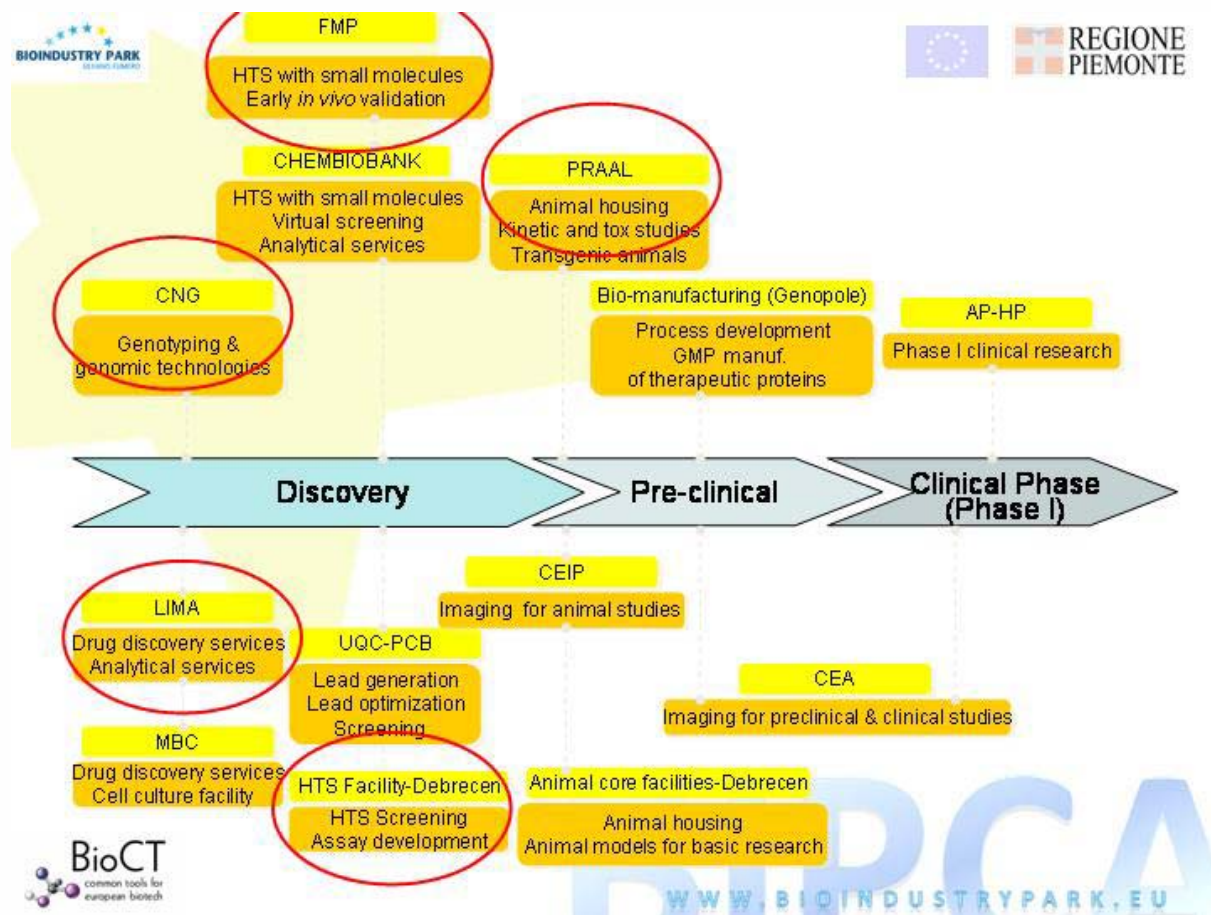 FMP
HTS with small molecules
Early in vivo validation
BIOINDUSTRY PARK
REGIONE
PIEMONTE
CHEMBIOBANK
HTS with small molecules
Virtual screening
Analytical services
PRAAL
Animal housing
Kinetic and tox studies
Transgenic animals
CNG
Genotyping &
genomic technologies
Bio-manufacturing (Genopole)
Process development
GMP manuf.
of therapeutic proteins
AP-HP
Phase I clinical research
Discovery
Pre-clinical
Clinical Phase
(Phase I)
CEIP
Imaging for animal studies
LIMA
Drug discovery services
Analytical services
UQC-PCB
Lead generation
Lead optimization
Screening
CEA
Imaging for preclinical & clinical studies
MBC
Drug discovery services
Cell culture facility
HTS Facility-Debrecen
HTS Screening
Assay development
Animal core facilities-Debrecen
Animal housing
Animal models for basic research
BioCT
common tools for
european biotech
BIPCA
WWW.BIOINDUSTRYPARK.EU